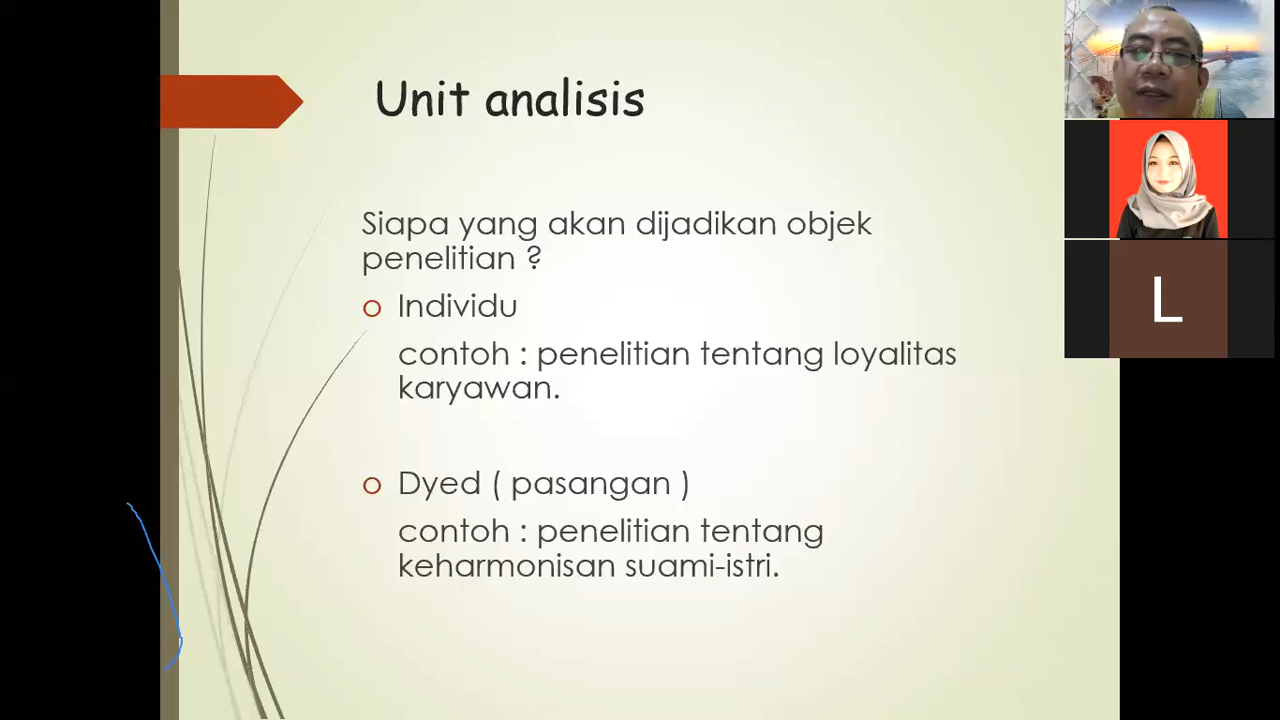 Unit analisis
Siapa yang akan dijadikan objek
penelitian ?
o Individu
contoh : penelitian tentang loyalitas
karyawan.
o Dyed ( pasangan )
contoh : penelitian tentang
keharmonisan suami-istri.
L